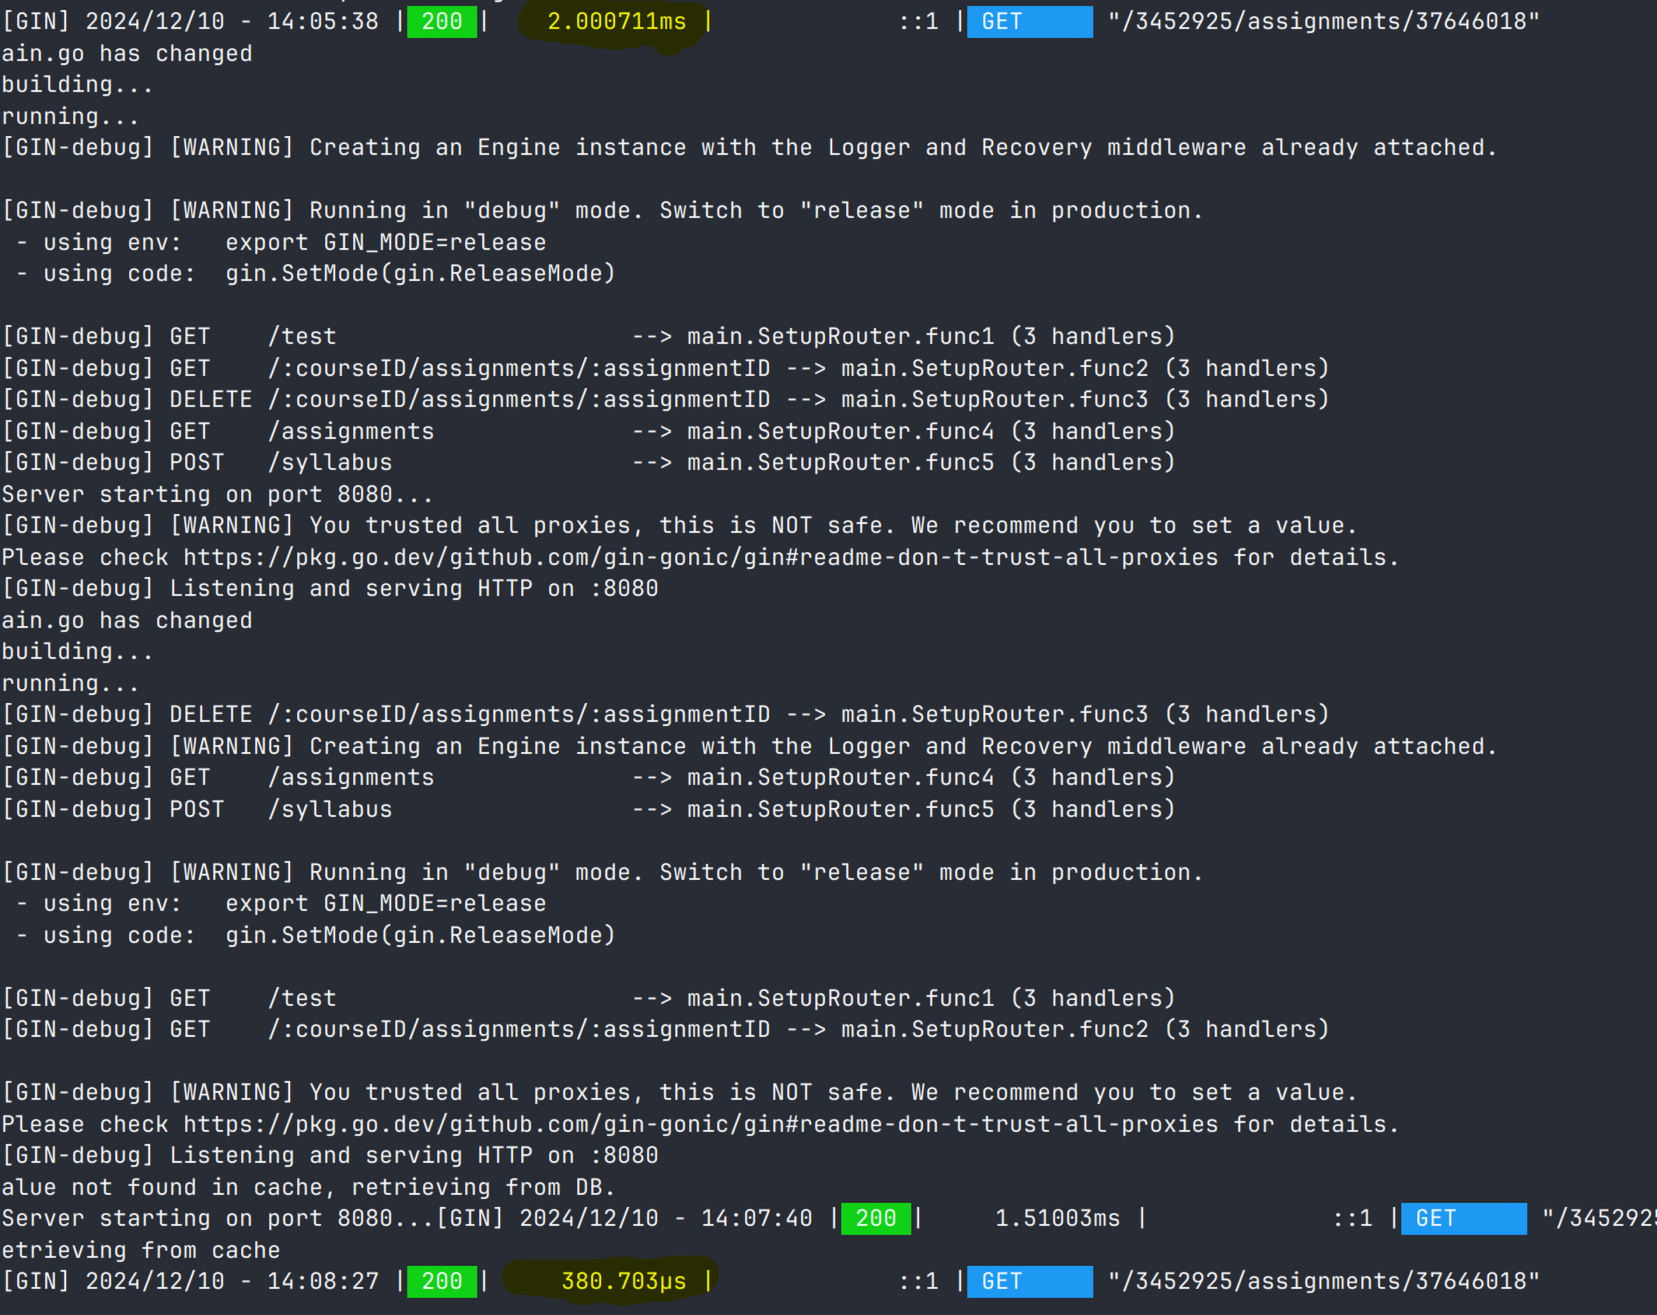 [GIN] 2024/12/10 - 14:05:38 | 200 |    2.000711ms |             ::1 | GET      "/3452925/assignments/37646018"
ain.go has changed
building...
running...
[GIN-debug] [WARNING] Creating an Engine instance with the Logger and Recovery middleware already attached.
[GIN-debug] [WARNING] Running in "debug" mode. Switch to "release" mode in production.
 - using env:   export GIN_MODE=release
 - using code:  gin.SetMode(gin.ReleaseMode)
[GIN-debug] GET    /test                     --> main.SetupRouter.func1 (3 handlers)
[GIN-debug] GET    /:courseID/assignments/:assignmentID --> main.SetupRouter.func2 (3 handlers)
[GIN-debug] DELETE /:courseID/assignments/:assignmentID --> main.SetupRouter.func3 (3 handlers)
[GIN-debug] GET    /assignments              --> main.SetupRouter.func4 (3 handlers)
[GIN-debug] POST   /syllabus                 --> main.SetupRouter.func5 (3 handlers)
Server starting on port 8080...
[GIN-debug] [WARNING] You trusted all proxies, this is NOT safe. We recommend you to set a value.
Please check https://pkg.go.dev/github.com/gin-gonic/gin#readme-don-t-trust-all-proxies for details.
[GIN-debug] Listening and serving HTTP on :8080
ain.go has changed
building...
running...
[GIN-debug] DELETE /:courseID/assignments/:assignmentID --> main.SetupRouter.func3 (3 handlers)
[GIN-debug] [WARNING] Creating an Engine instance with the Logger and Recovery middleware already attached.
[GIN-debug] GET    /assignments              --> main.SetupRouter.func4 (3 handlers)
[GIN-debug] POST   /syllabus                 --> main.SetupRouter.func5 (3 handlers)
[GIN-debug] [WARNING] Running in "debug" mode. Switch to "release" mode in production.
 - using env:   export GIN_MODE=release
 - using code:  gin.SetMode(gin.ReleaseMode)
[GIN-debug] GET    /test                     --> main.SetupRouter.func1 (3 handlers)
[GIN-debug] GET    /:courseID/assignments/:assignmentID --> main.SetupRouter.func2 (3 handlers)
[GIN-debug] [WARNING] You trusted all proxies, this is NOT safe. We recommend you to set a value.
Please check https://pkg.go.dev/github.com/gin-gonic/gin#readme-don-t-trust-all-proxies for details.
[GIN-debug] Listening and serving HTTP on :8080
alue not found in cache, retrieving from DB.
Server starting on port 8080...[GIN] 2024/12/10 - 14:07:40 | 200 |     1.51003ms |             ::1 | GET      "/345292
etrieving from cache
[GIN] 2024/12/10 - 14:08:27 | 200 |     380.703µs |             ::1 | GET      "/3452925/assignments/37646018"